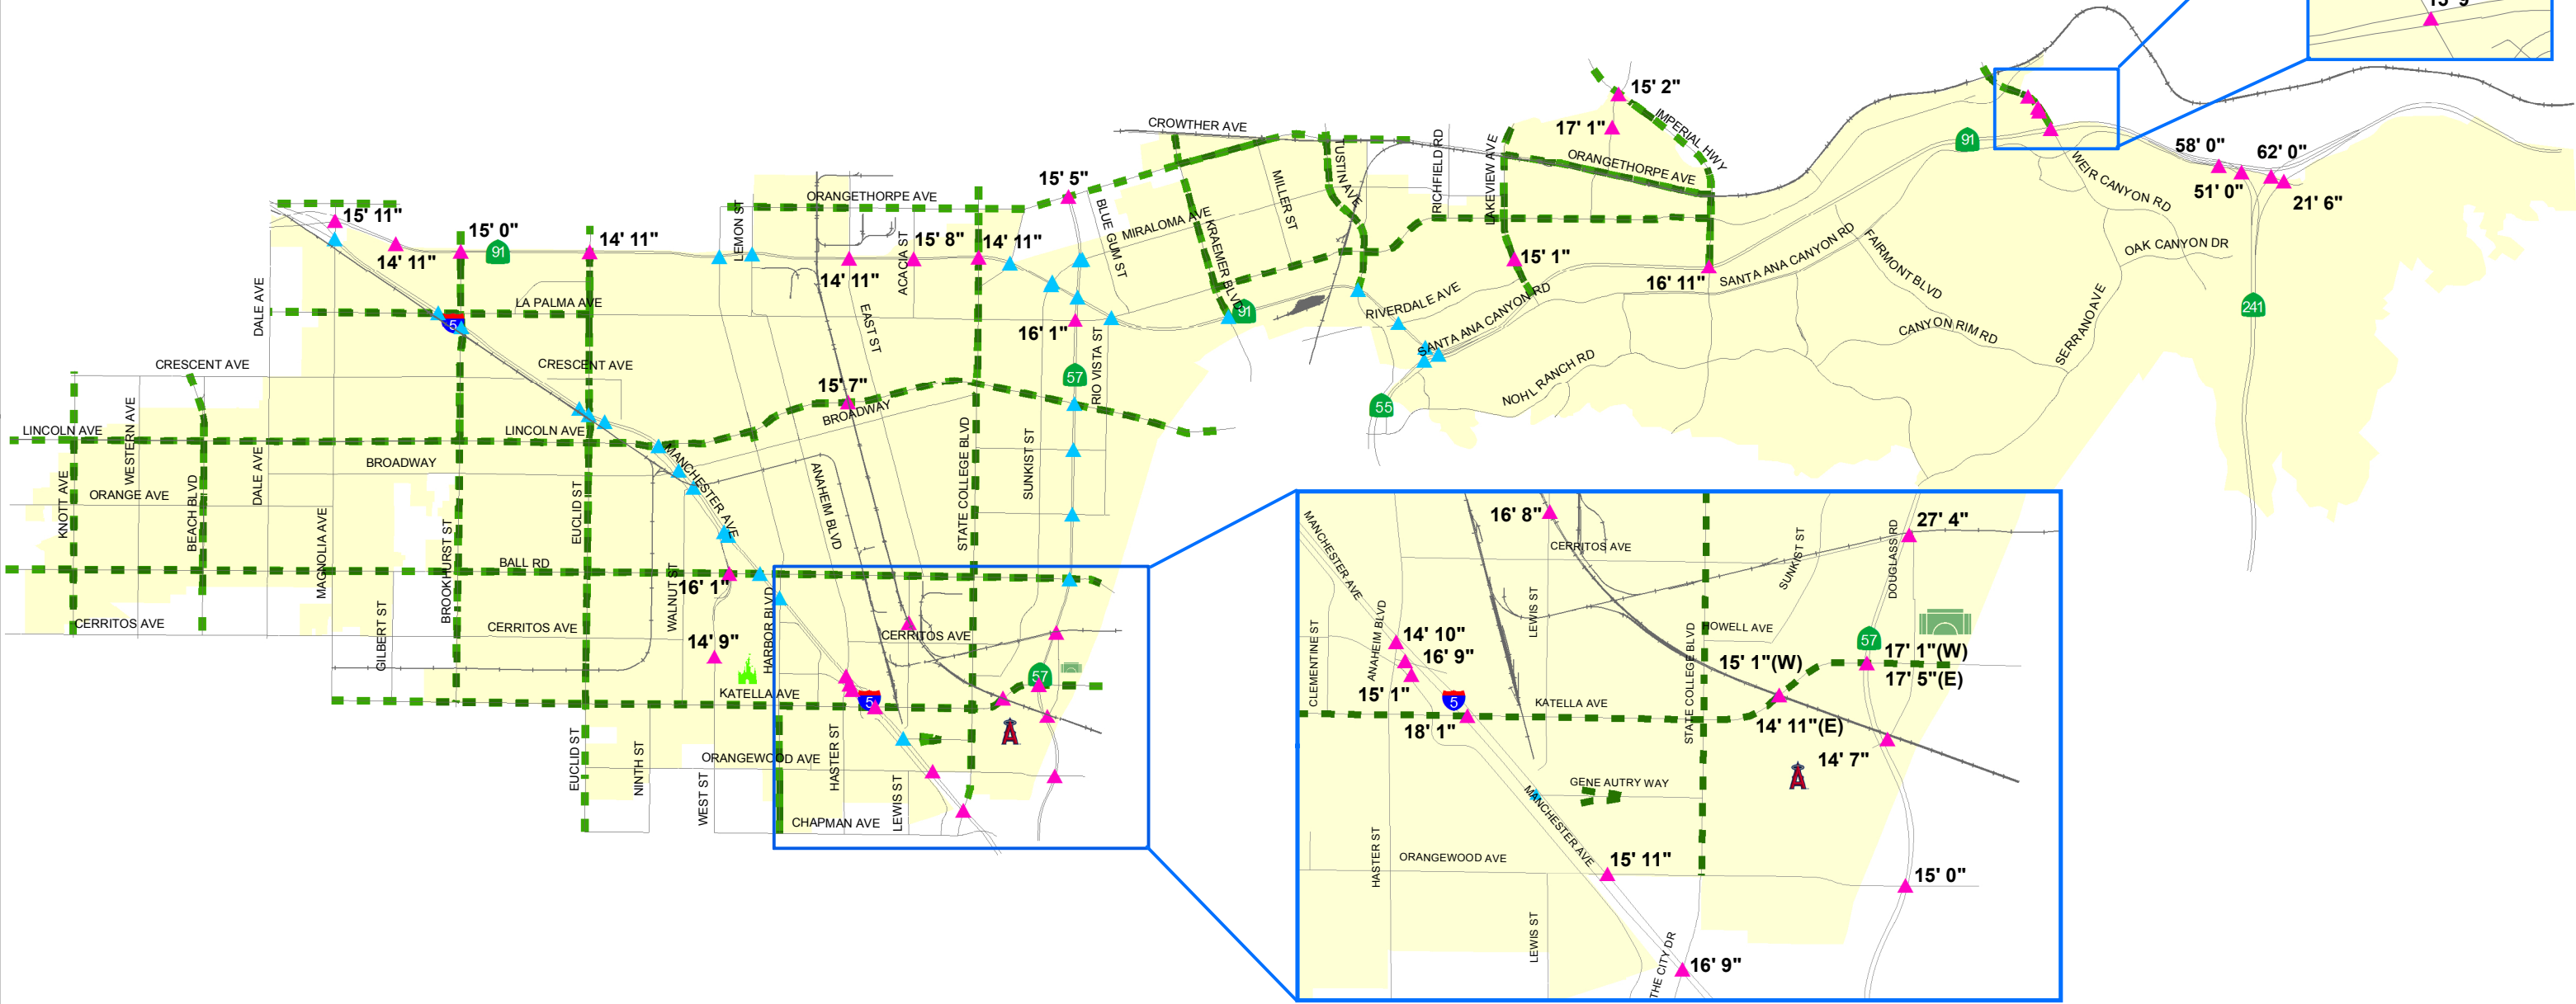 15' 9"
CROWTHER AVE
15' 2"
17' 1"
IMPERIAL HWY
ORANGETHORPE AVE
TUSTIN AVE
RICHFIELD RD
LAKEVIEW AVE
91
58' 0"
62' 0"
51' 0"
21' 6"
WEIR CANYON RD
OAK CANYON DR
241
15' 5"
ORANGETHORPE AVE
BLUE GUM ST
MIRALOMA AVE
MILLER ST
KRAEMER BLVD
15' 11"
14' 11"
15' 0"
91
14' 11"
LEMON ST
14' 11"
ACACIA ST
15' 8"
14' 11"
15' 1"
16' 11"
SANTA ANA CANYON RD
FAIRMONT BLVD
SERRANO AVE
CANYON RIM RD
RIVERDALE AVE
SANTA ANA CANYON RD
NOHL RANCH RD
55
91
DALE AVE
LA PALMA AVE
5
EAST ST
16' 1"
57
RIO VISTA ST
CRESCENT AVE
CRESCENT AVE
15' 7"
BROADWAY
LINCOLN AVE
WESTERN AVE
LINCOLN AVE
BROADWAY
MANCHESTER AVE
ORANGE AVE
KNOTT AVE
BEACH BLVD
DALE AVE
MAGNOLIA AVE
BROOKHURST ST
EUCLID ST
ANAHEIM BLVD
STATE COLLEGE BLVD
SUNKIST ST
BALL RD
16' 1"
WALNUT ST
HARBOR BLVD
CERRITOS AVE
GILBERT ST
CERRITOS AVE
14' 9"
CERRITOS AVE
57
KATELLA AVE
5
EUCLID ST
NINTH ST
WEST ST
ORANGEWOOD AVE
HASTER ST
LEWIS ST
CHAPMAN AVE
A
16' 8"
27' 4"
MANCHESTER AVE
CERRITOS AVE
SUNKIST ST
DOUGLASS RD
CLEMENTINE ST
ANAHEIM BLVD
LEWIS ST
14' 10"
16' 9"
15' 1"
5
18' 1"
KATELLA AVE
STATE COLLEGE BLVD
HOWELL AVE
57
15' 1"(W)
17' 1"(W)
17' 5"(E)
14' 11"(E)
14' 7"
A
GENE AUTRY WAY
MANCHESTER AVE
HASTER ST
ORANGEWOOD AVE
15' 11"
15' 0"
LEWIS ST
THE CITY DR
16' 9"